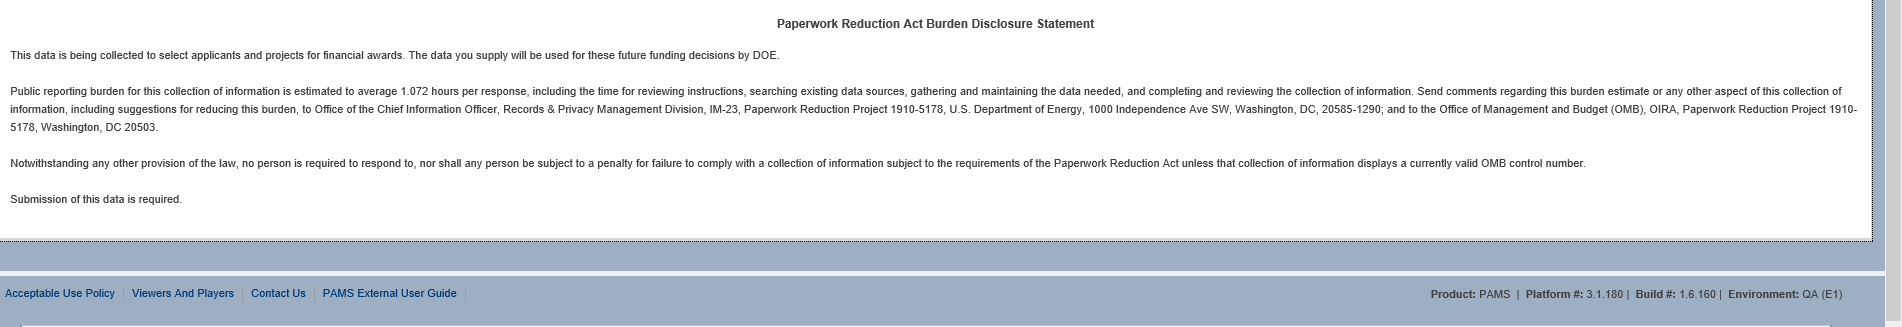 Paperwork Reduction Act Burden Disclosure Statement
This data is being collected to select applicants and projects for financial awards. The data you supply will be used for these future funding decisions by DOE.
Public reporting burden for this collection of information is estimated to average 1.072 hours per response, including the time for reviewing instructions, searching existing data sources, gathering and maintaining the data needed, and completing and reviewing the collection of information. Send comments regarding this burden estimate or any other aspect of this collection of
information, including suggestions for reducing this burden, to Office of the Chief Information Officer, Records & Privacy Management Division, IM-23, Paperwork Reduction Project 1910-5178, U.S. Department of Energy, 1000 Independence Ave SW, Washington, DC, 20585-1290; and to the Office of Management and Budget (OMB), OIRA, Paperwork Reduction Project 1910-
5178, Washington, DC 20503.
Notwithstanding any other provision of the law, no person is required to respond to, nor shall any person be subject to a penalty for failure to comply with a collection of information subject to the requirements of the Paperwork Reduction Act unless that collection of information displays a currently valid OMB control number.
Submission of this data is required.
Acceptable Use Policy | Viewers And Players | Contact Us | PAMS External User Guide | Product: PAMS | Platform #: 3.1.180 | Build #: 1.6.160 | Environment: QA (E1)